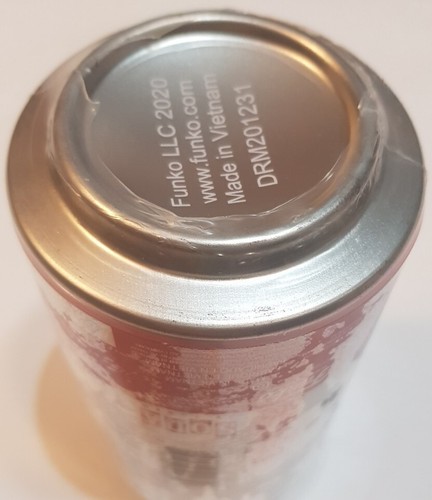 Funko LLC 2020
www.funko.com
Made in Vietnam
DRM201231